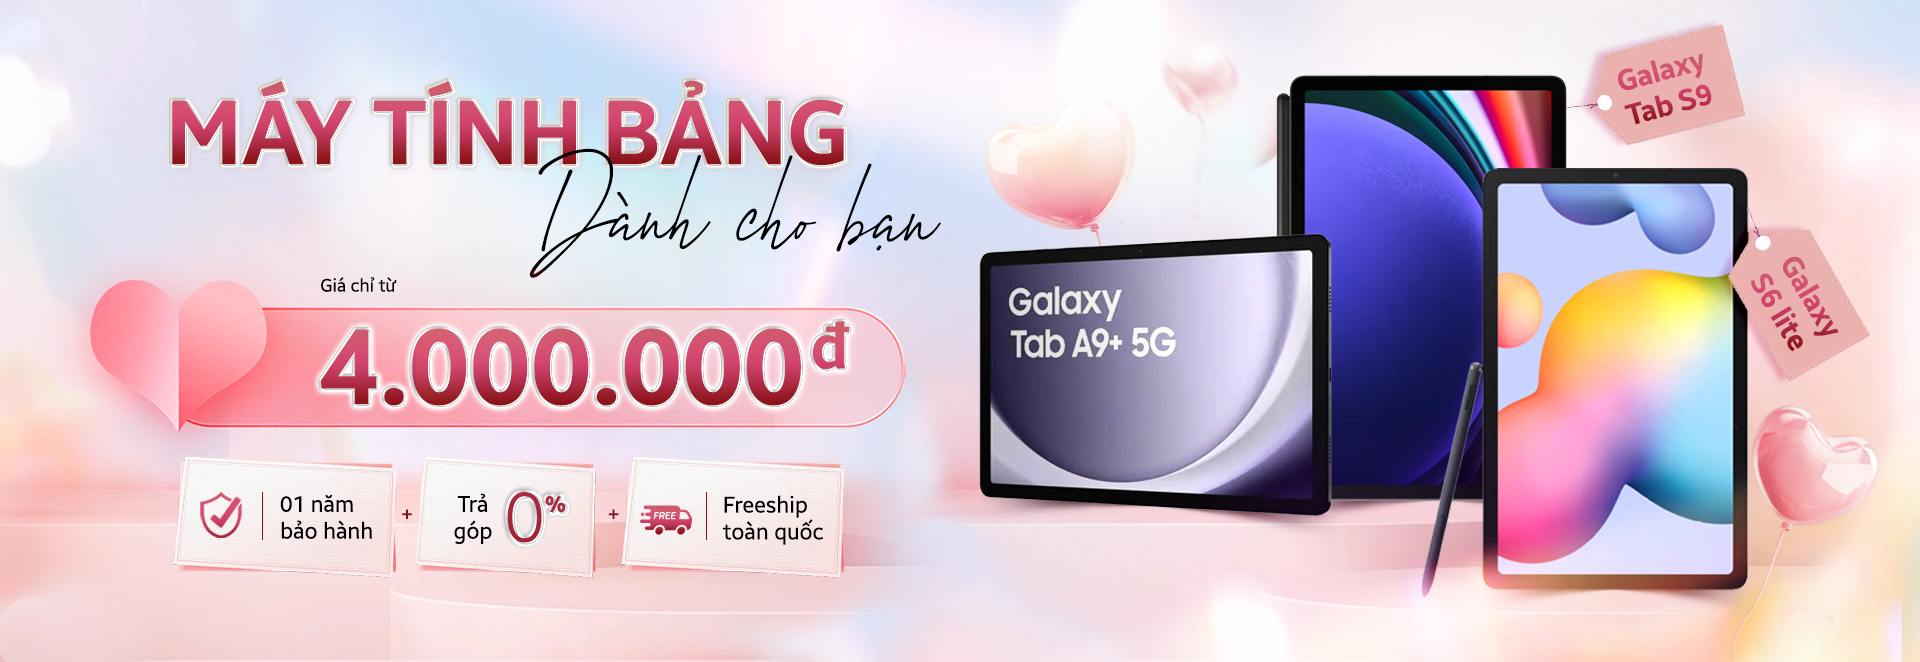 MÁY TÍNH BẢNG
Dành cho bạn
Giá chỉ từ
4.000.000đ
01 năm
bảo hành
+
Trả
góp
0%
+
FREE
Freeship
toàn quốc
Galaxy
Tab A9+ 5G
Galaxy
Tab S9
Galaxy
S6 lite